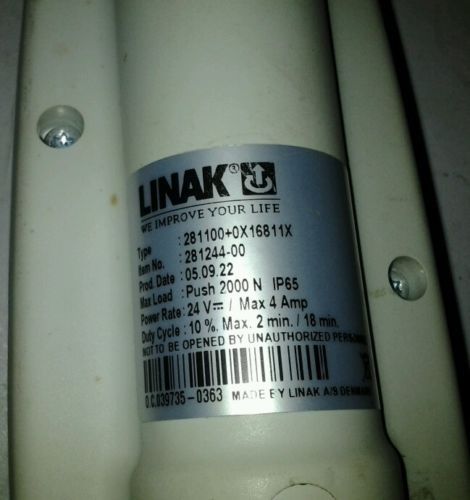 LINAK®
WE IMPROVE YOUR LIFE
Type : 281100+0X16811X
Item No. : 281244-00
Prod. Date : 05.09.22
Max Load : Push 2000 N IP65
Power Rate : 24 V⎓ / Max 4 Amp
Duty Cycle : 10 %, Max. 2 min. / 18 min.
NOT TO BE OPENED BY UNAUTHORIZED
O.C.039735-0363 MADE BY LINAK A/S DENMARK